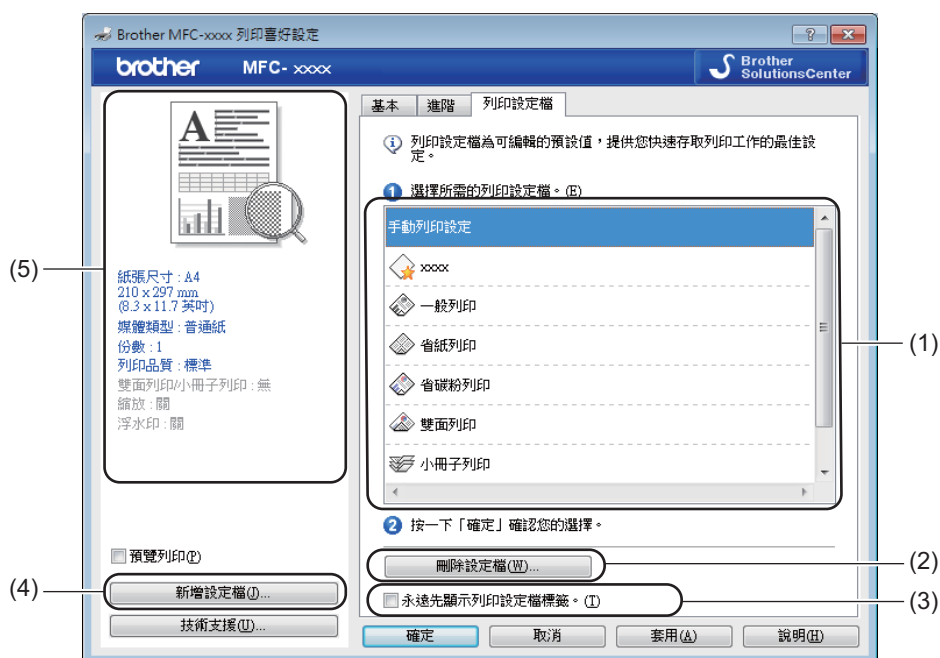 Brother MFC-xxxx 列印喜好設定
brother MFC- xxxx
Brother
SolutionsCenter
A
紙張尺寸 : A4
210 x 297 mm
(8.3 x 11.7 英吋)
媒體類型 : 普通紙
份數 : 1
列印品質 : 標準
雙面列印/小冊子列印 : 無
縮放 : 關
浮水印 : 關
預覽列印(P)
新增設定檔(J)...
技術支援(U)...
基本 進階 列印設定檔
列印設定檔為可編輯的預設值，提供您快速存取列印工作的最佳設
定。
1 選擇所需的列印設定檔。(E)
手動列印設定
xxxx
一般列印
省紙列印
省碳粉列印
雙面列印
小冊子列印
2 按一下「確定」確認您的選擇。
刪除設定檔(W)...
永遠先顯示列印設定檔標籤。(T)
確定 取消 套用(A) 說明(H)
(1)
(2)
(3)
(4)
(5)